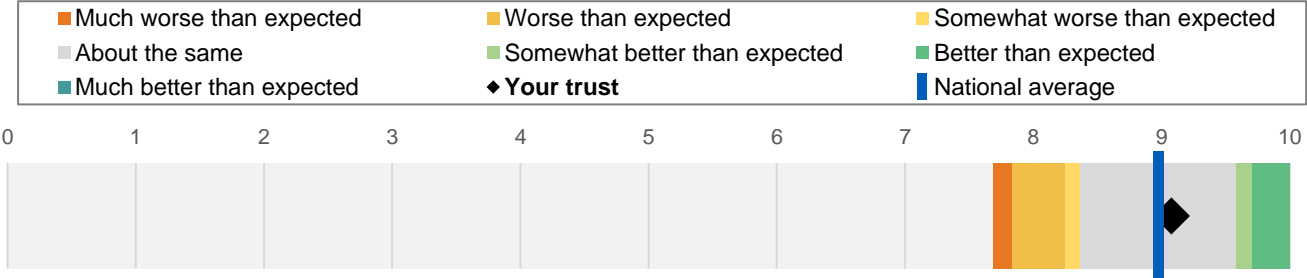 Much worse than expected Worse than expected Somewhat worse than expected
About the same Somewhat better than expected Better than expected
Much better than expected Your trust National average
0 1 2 3 4 5 6 7 8 9 10